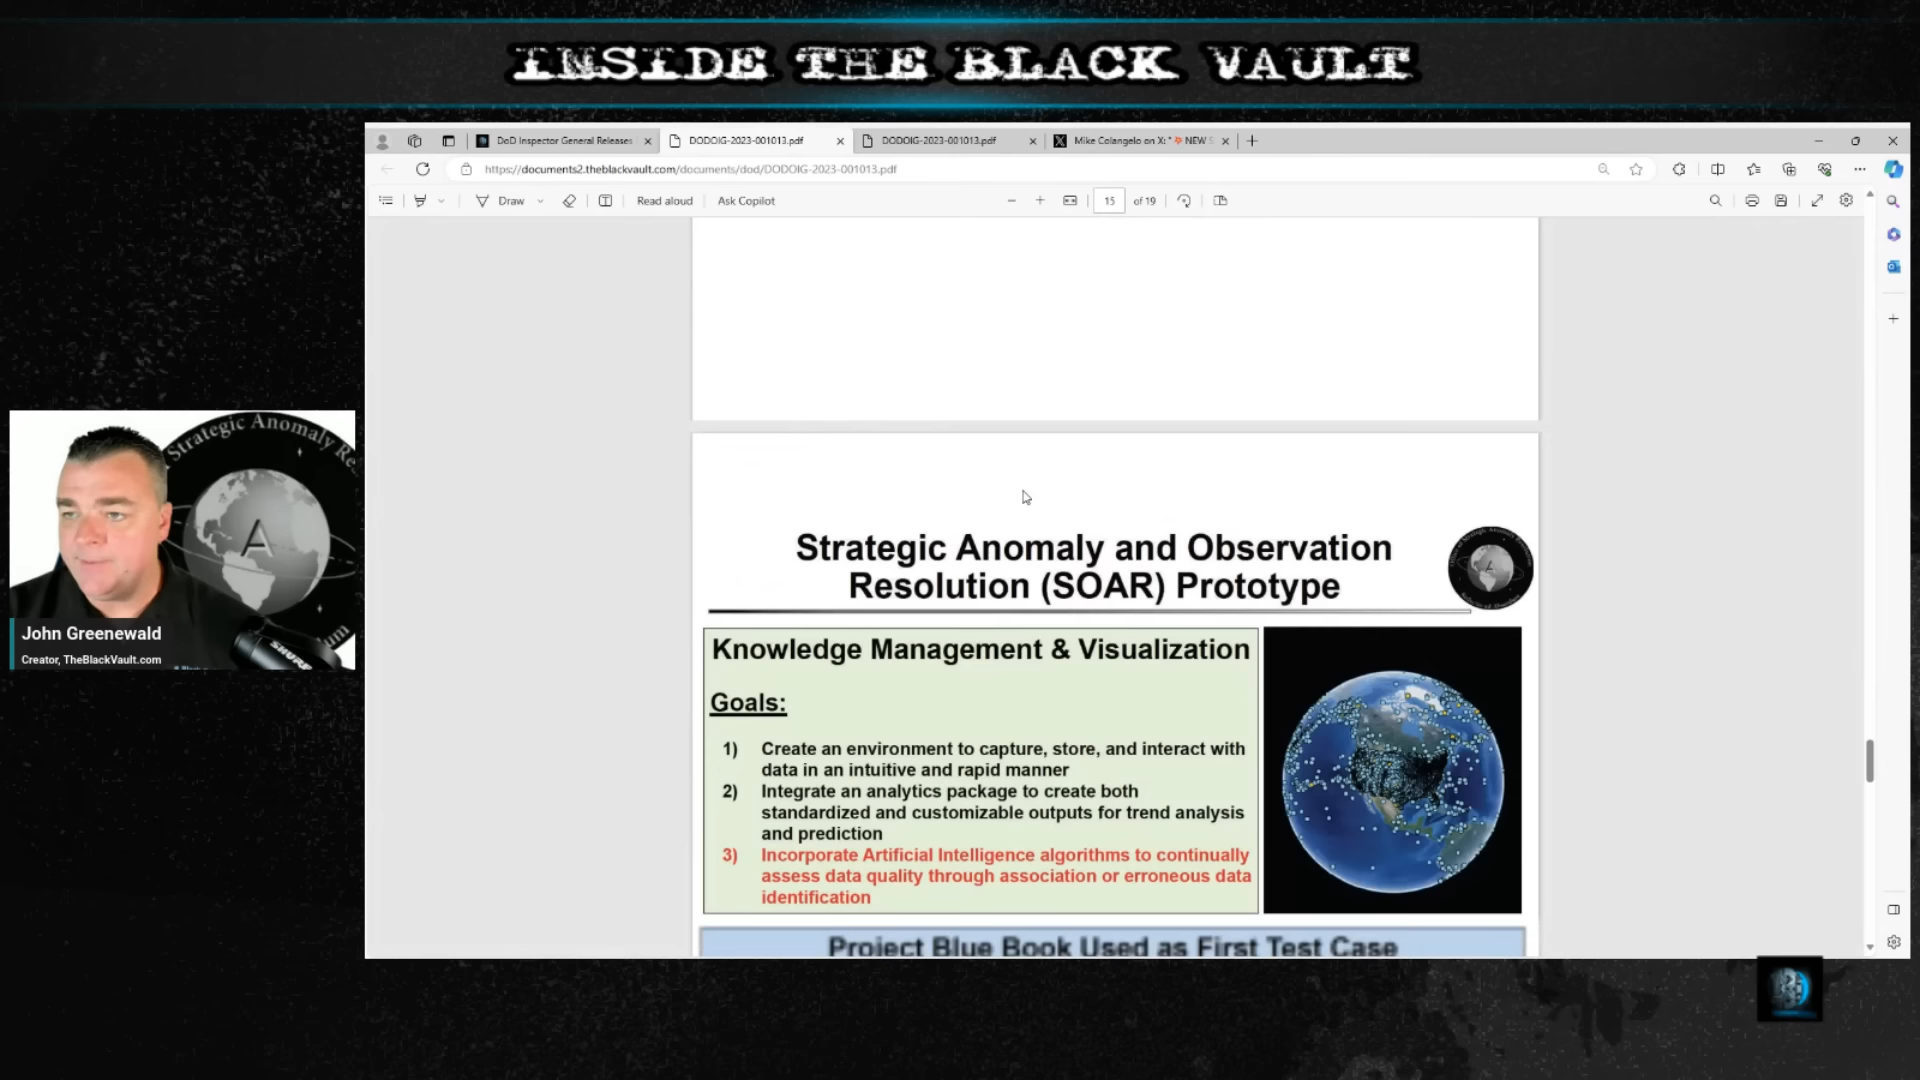 INSIDE THE BLACK VAULT
DoD Inspector General Releases
DODOIG-2023-001013.pdf
DODOIG-2023-001013.pdf
Mike Colangelo on X: " NEW S
https://documents2.theblackvault.com/documents/dod/DODOIG-2023-001013.pdf
Draw
Read aloud
Ask Copilot
15 of 19
Strategic Anomaly and Observation
Resolution (SOAR) Prototype
Knowledge Management & Visualization
Goals:
1) Create an environment to capture, store, and interact with
data in an intuitive and rapid manner
2) Integrate an analytics package to create both
standardized and customizable outputs for trend analysis
and prediction
3) Incorporate Artificial Intelligence algorithms to continually
assess data quality through association or erroneous data
identification
Project Blue Book Used as First Test Case
Strategic Anomaly Re
A
SHURE
John Greenewald
Creator, TheBlackVault.com